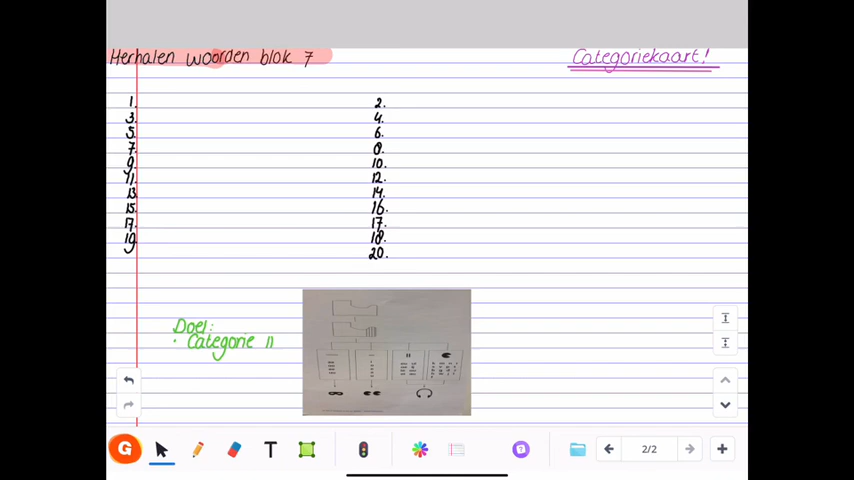 Herhalen woorden blok 7
Categoriekaart!
1. 2.
3. 4.
5. 6.
7. 8.
9. 10.
11. 12.
13. 14.
15. 16.
17. 17.
19. 18.
20.
Doel:
· Categorie 11
G
T
?
2/2